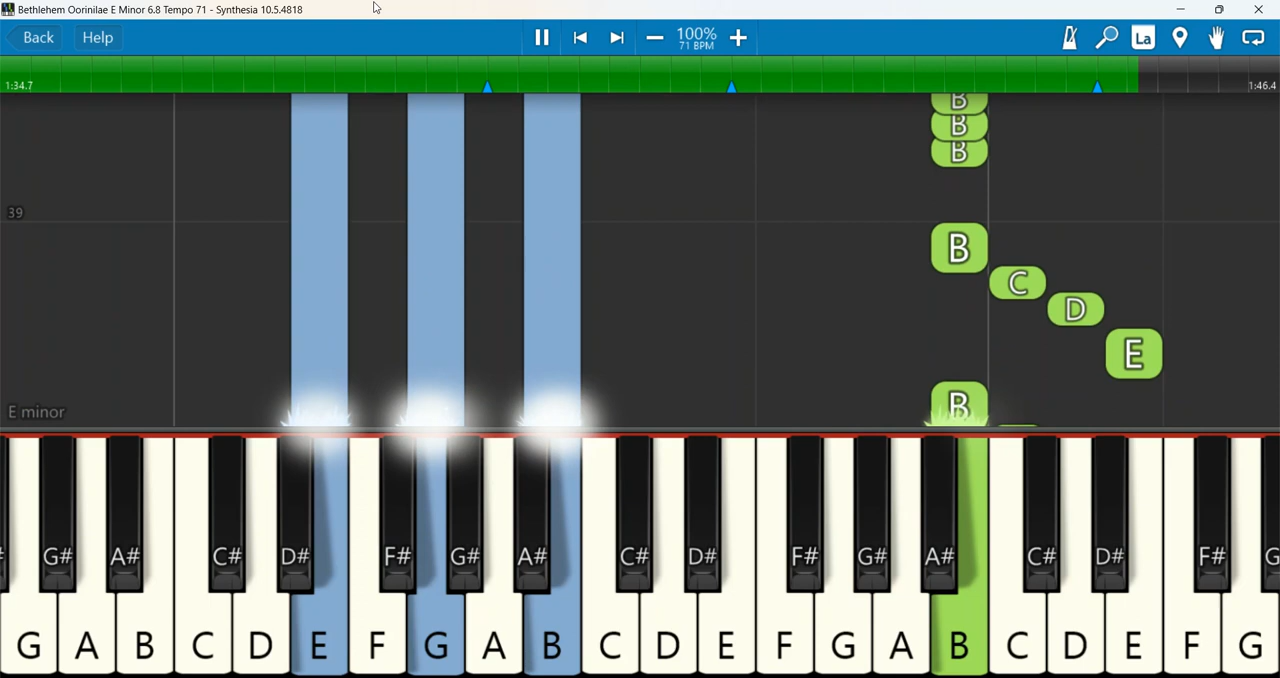 Bethlehem Oorinilae E Minor 6.8 Tempo 71 - Synthesia 10.5.4818
Back Help 100% La
71 BPM
1:34.7 1:46.4
B
B
B
39
B
C
D
E
B
E minor
G# A# C# D# F# G# A# C# D# F# G# A# C# D# F# G
G A B C D E F G A B C D E F G A B C D E F G